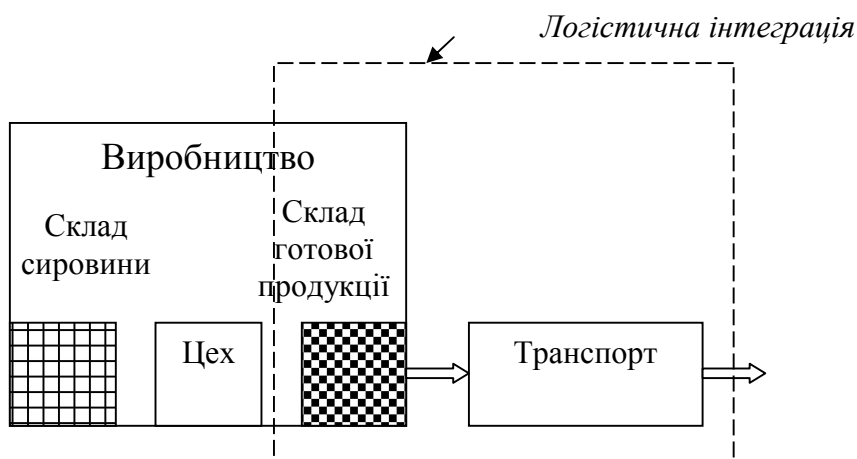 Логістична інтеграція
Виробництво
Склад
сировини
Склад
готової
продукції
Цех
Транспорт